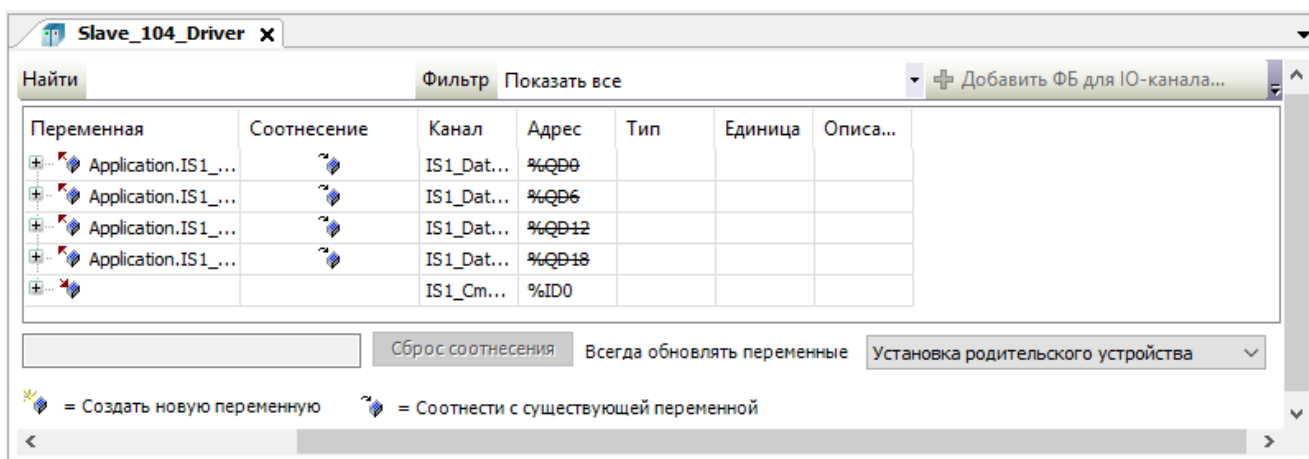 Slave_104_Driver X
Найти Фильтр Показать все Добавить ФБ для IO-канала...
Переменная Соотнесение Канал Адрес Тип Единица Описа...
Application.IS1_... IS1_Dat... %QD0
Application.IS1_... IS1_Dat... %QD6
Application.IS1_... IS1_Dat... %QD12
Application.IS1_... IS1_Dat... %QD18
IS1_Cm... %ID0
Сброс соотнесения Всегда обновлять переменные Установка родительского устройства
= Создать новую переменную = Соотнести с существующей переменной